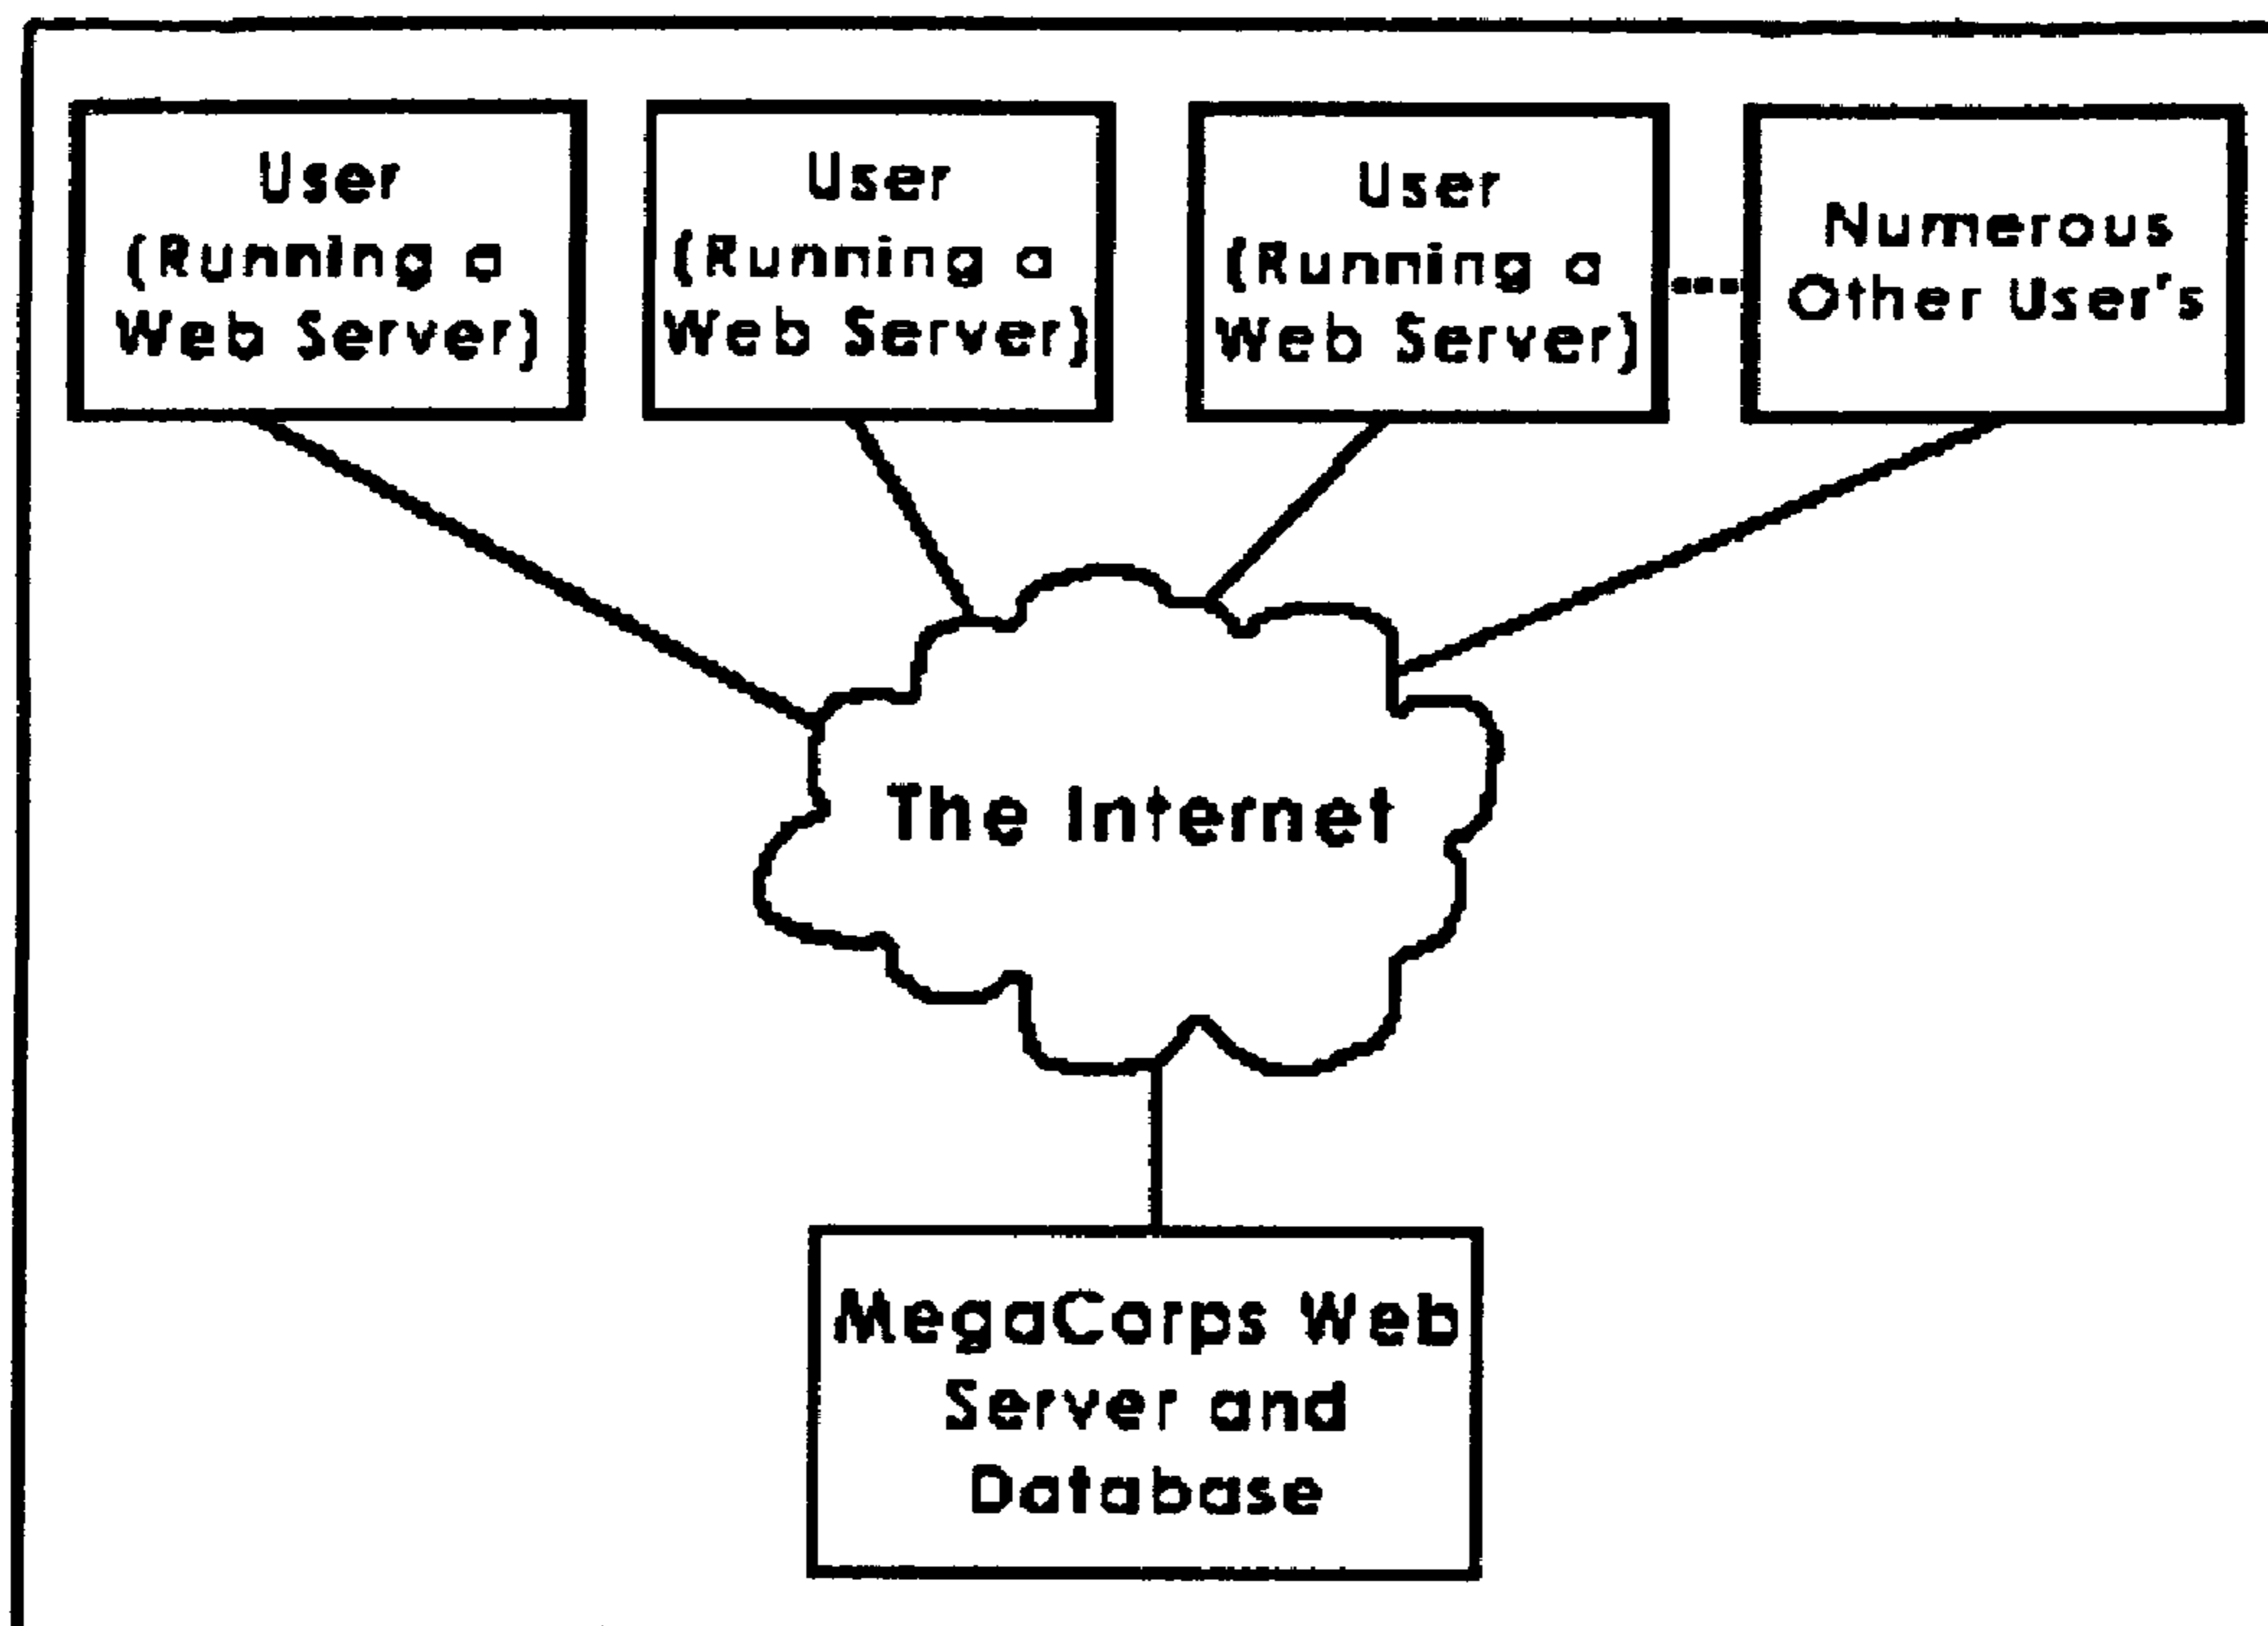 User
(Running a
Web Server)
User
(Running a
Web Server)
User
(Running a
Web Server)
Numerous
Other User's
The Internet
MegaCorps Web
Server and
Database